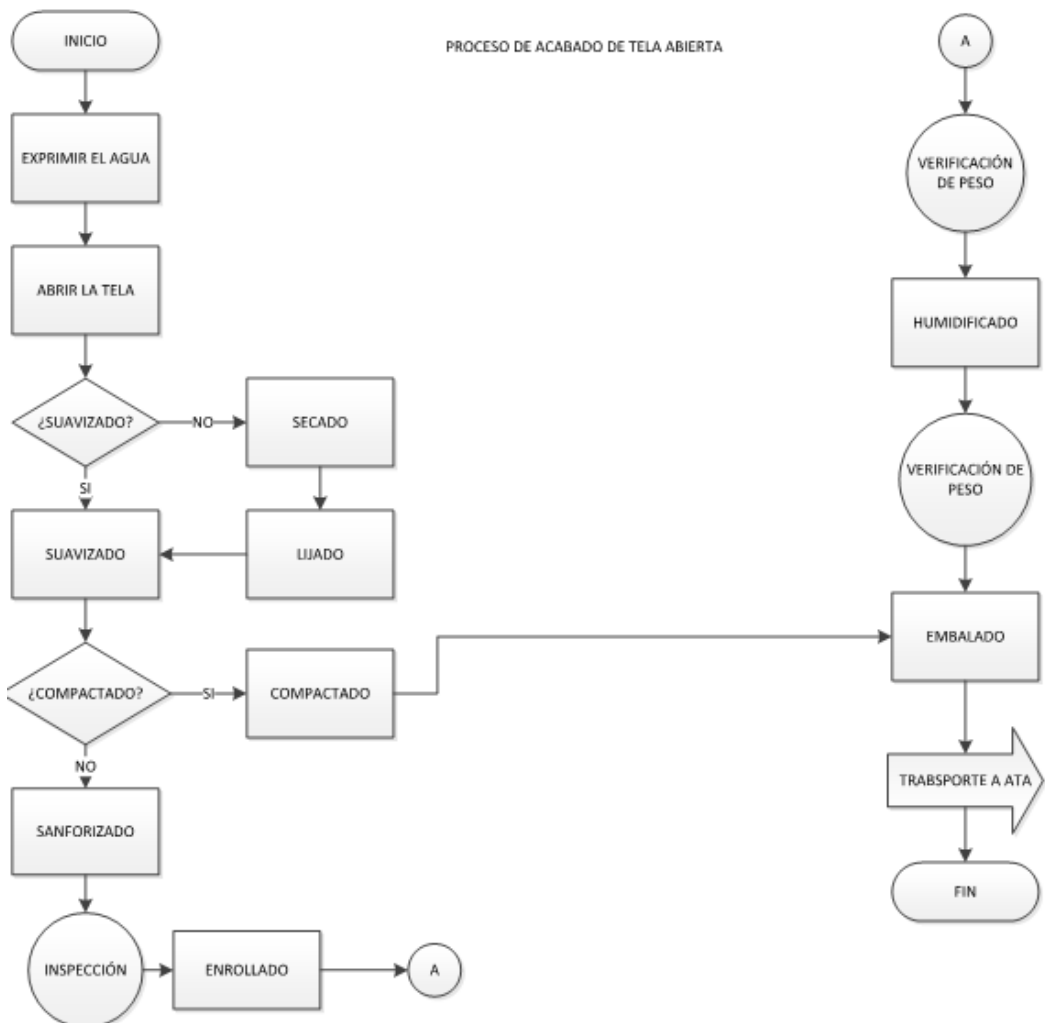 PROCESO DE ACABADO DE TELA ABIERTA
INICIO
EXPRIMIR EL AGUA
ABRIR LA TELA
¿SUAVIZADO?
NO
SECADO
SI
SUAVIZADO
LIJADO
¿COMPACTADO?
SI
COMPACTADO
NO
SANFORIZADO
INSPECCIÓN
ENROLLADO
A
A
VERIFICACIÓN
DE PESO
HUMIDIFICADO
VERIFICACIÓN DE
PESO
EMBALADO
TRABSPORTE A ATA
FIN